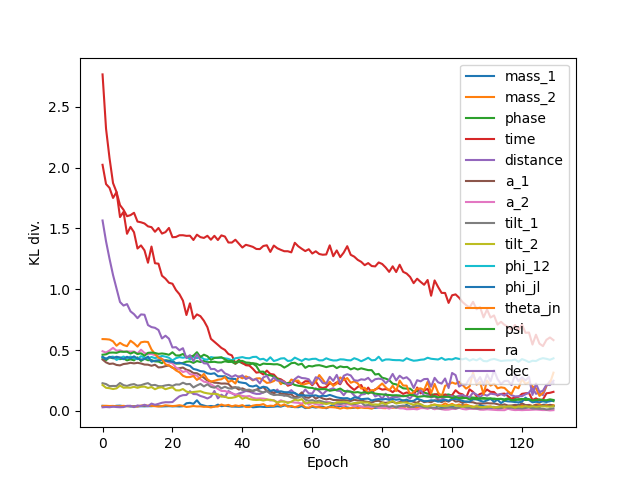 2.5
2.0
1.5
1.0
0.5
0.0
KL div.
0 20 40 60 80 100 120
Epoch
mass_1
mass_2
phase
time
distance
a_1
a_2
tilt_1
tilt_2
phi_12
phi_jl
theta_jn
psi
ra
dec